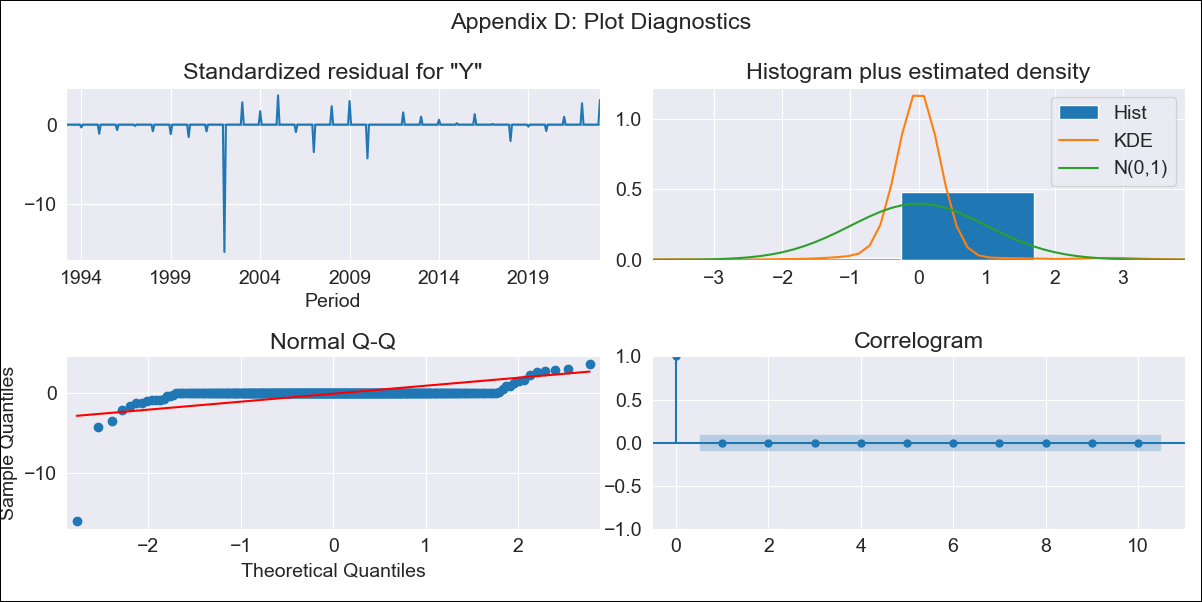 Appendix D: Plot Diagnostics
Standardized residual for "Y"
0
−10
1994 1999 2004 2009 2014 2019
Period
Histogram plus estimated density
1.0
0.5
0.0
Hist
KDE
N(0,1)
−3 −2 −1 0 1 2 3
Normal Q-Q
Sample Quantiles
0
−10
−2 −1 0 1 2
Theoretical Quantiles
Correlogram
1.0
0.5
0.0
−0.5
−1.0
0 2 4 6 8 10